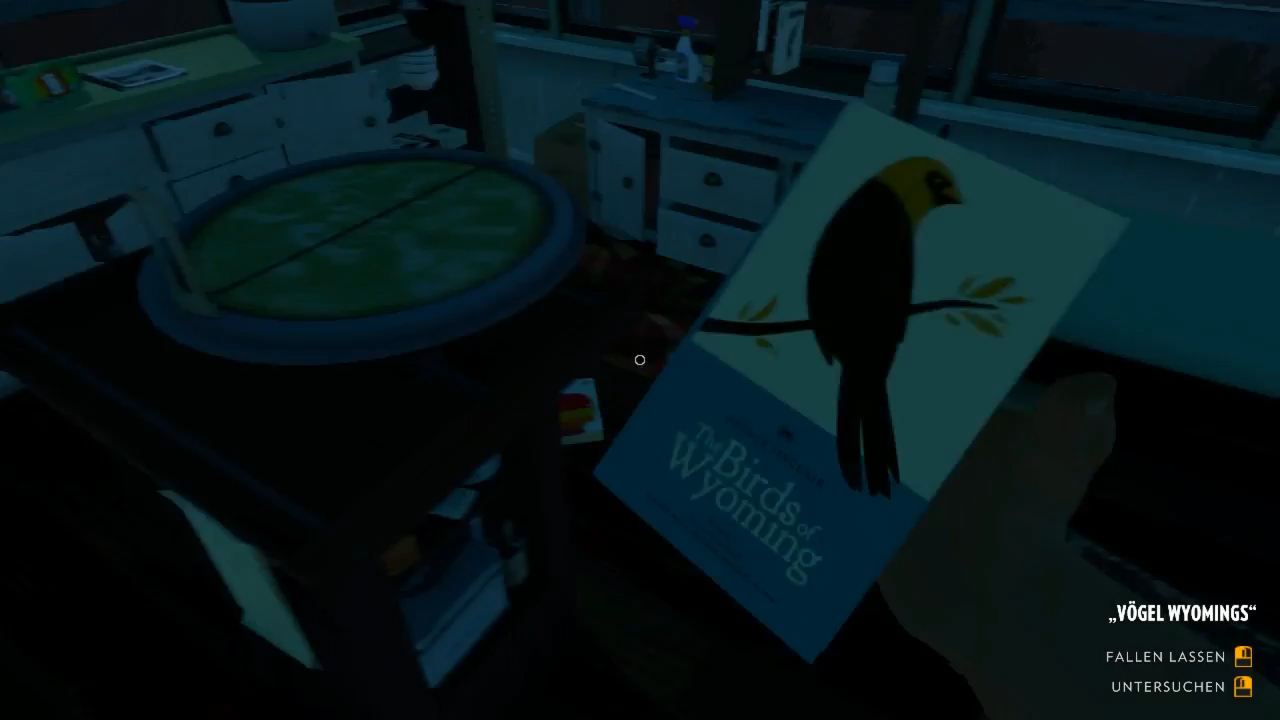 The Birds of
Wyoming
„VÖGEL WYOMINGS“
FALLEN LASSEN
UNTERSUCHEN